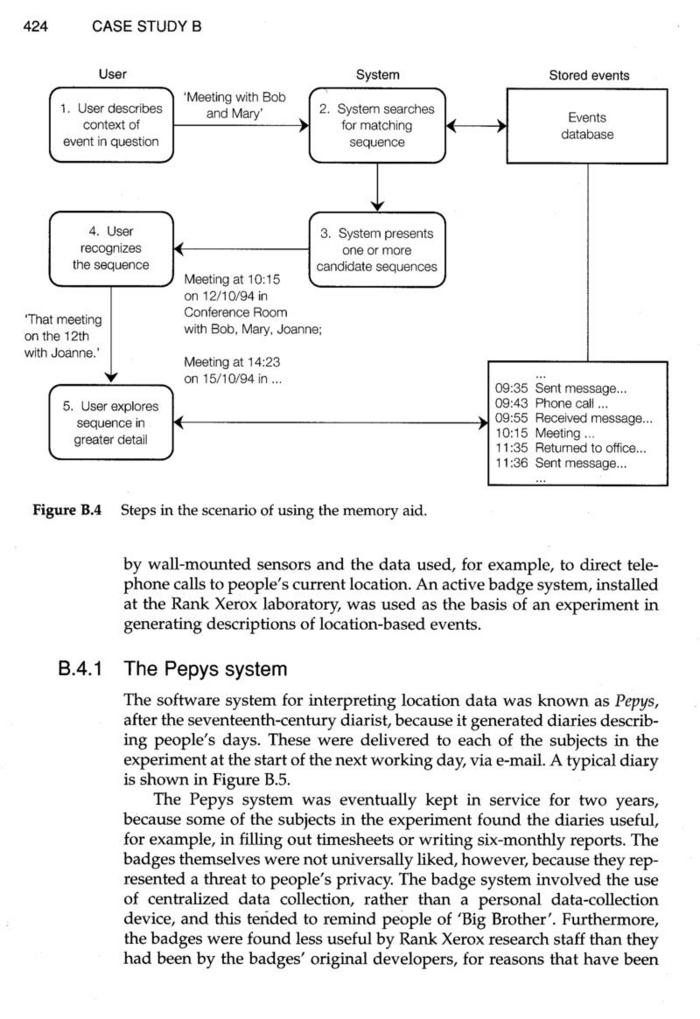 424 CASE STUDY B
User
System
Stored events
1. User describes
context of
event in question
'Meeting with Bob
and Mary'
2. System searches
for matching
sequence
Events
database
4. User
recognizes
the sequence
3. System presents
one or more
candidate sequences
Meeting at 10:15
on 12/10/94 in
Conference Room
with Bob, Mary, Joanne;
Meeting at 14:23
on 15/10/94 in ...
'That meeting
on the 12th
with Joanne.'
5. User explores
sequence in
greater detail
...
09:35 Sent message...
09:43 Phone call ...
09:55 Received message...
10:15 Meeting ...
11:35 Returned to office...
11:36 Sent message...
...
Figure B.4 Steps in the scenario of using the memory aid.
by wall-mounted sensors and the data used, for example, to direct tele-
phone calls to people's current location. An active badge system, installed
at the Rank Xerox laboratory, was used as the basis of an experiment in
generating descriptions of location-based events.
B.4.1 The Pepys system
The software system for interpreting location data was known as Pepys,
after the seventeenth-century diarist, because it generated diaries describ-
ing people's days. These were delivered to each of the subjects in the
experiment at the start of the next working day, via e-mail. A typical diary
is shown in Figure B.5.
The Pepys system was eventually kept in service for two years,
because some of the subjects in the experiment found the diaries useful,
for example, in filling out timesheets or writing six-monthly reports. The
badges themselves were not universally liked, however, because they rep-
resented a threat to people's privacy. The badge system involved the use
of centralized data collection, rather than a personal data-collection
device, and this tended to remind people of 'Big Brother'. Furthermore,
the badges were found less useful by Rank Xerox research staff than they
had been by the badges' original developers, for reasons that have been